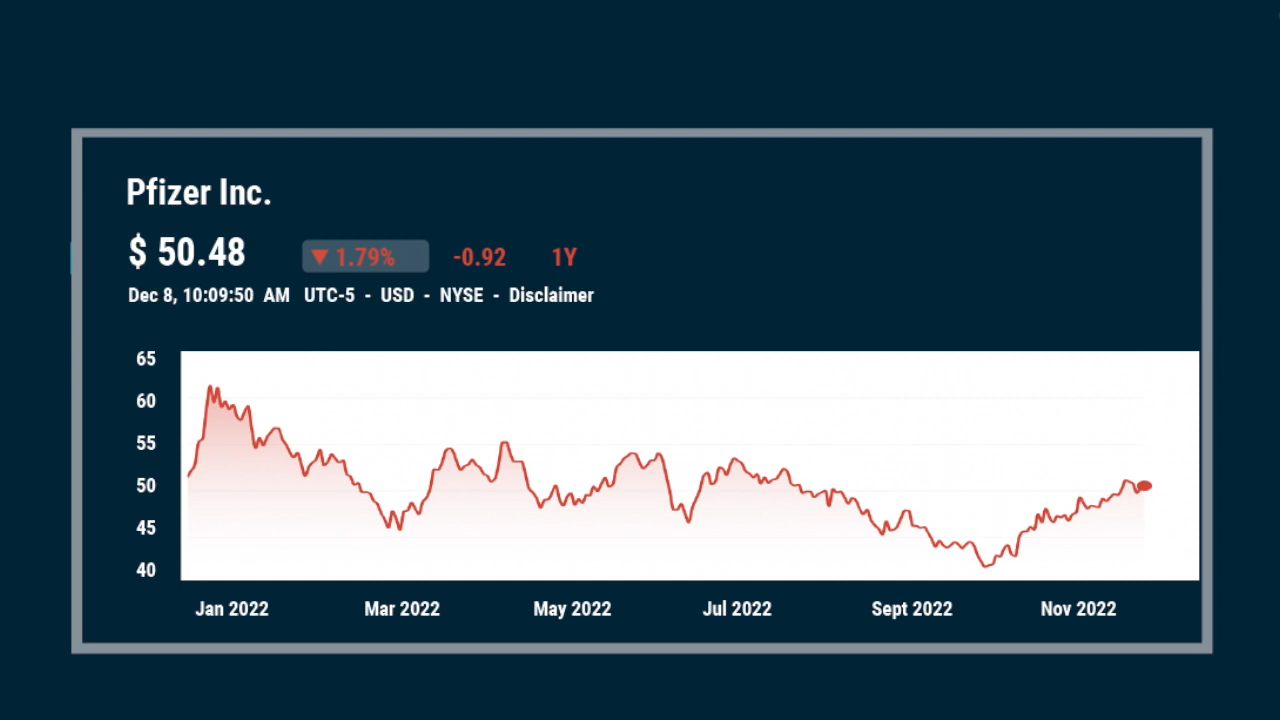 Pfizer Inc.
$ 50.48 ▼ 1.79% -0.92 1Y
Dec 8, 10:09:50 AM UTC-5 - USD - NYSE - Disclaimer
65
60
55
50
45
40
Jan 2022 Mar 2022 May 2022 Jul 2022 Sept 2022 Nov 2022